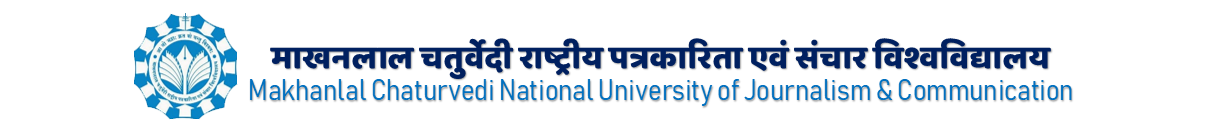 माखनलाल चतुर्वेदी राष्ट्रीय पत्रकारिता एवं संचार विश्वविद्यालय
Makhanlal Chaturvedi National University of Journalism & Communication